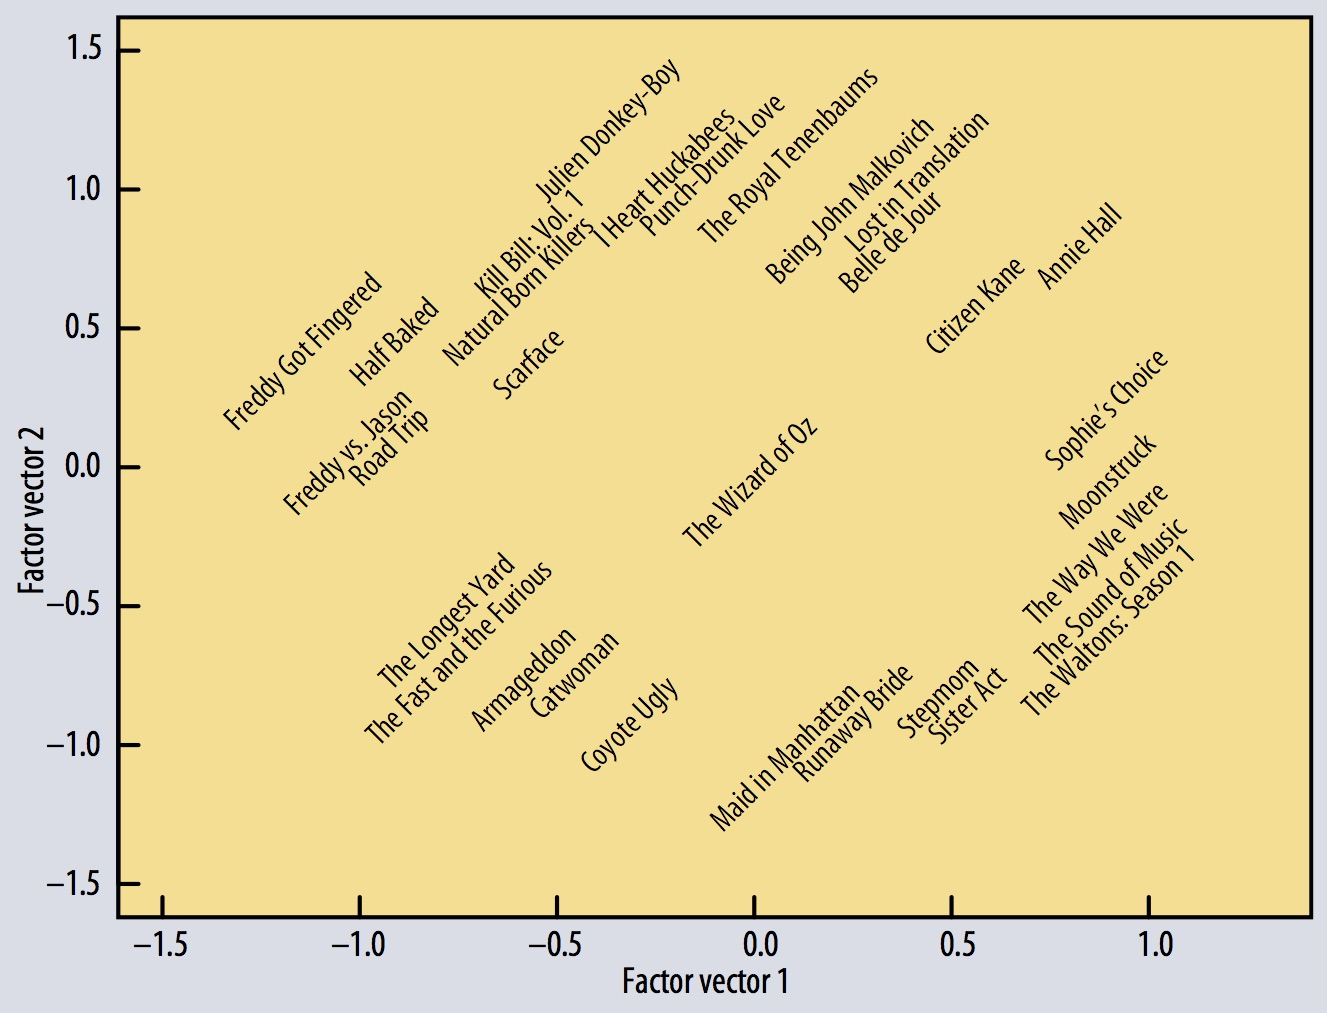 1.5
1.0
0.5
0.0
−0.5
−1.0
−1.5
Factor vector 2
Julien Donkey-Boy
I Heart Huckabees
Punch-Drunk Love
The Royal Tenenbaums
Being John Malkovich
Lost in Translation
Belle de Jour
Annie Hall
Citizen Kane
Kill Bill: Vol. 1
Natural Born Killers
Scarface
Freddy Got Fingered
Half Baked
Freddy vs. Jason
Road Trip
The Wizard of Oz
Sophie’s Choice
Moonstruck
The Way We Were
The Sound of Music
The Waltons: Season 1
The Longest Yard
The Fast and the Furious
Armageddon
Catwoman
Coyote Ugly
Maid in Manhattan
Runaway Bride
Stepmom
Sister Act
−1.5
−1.0
−0.5
0.0
0.5
1.0
Factor vector 1